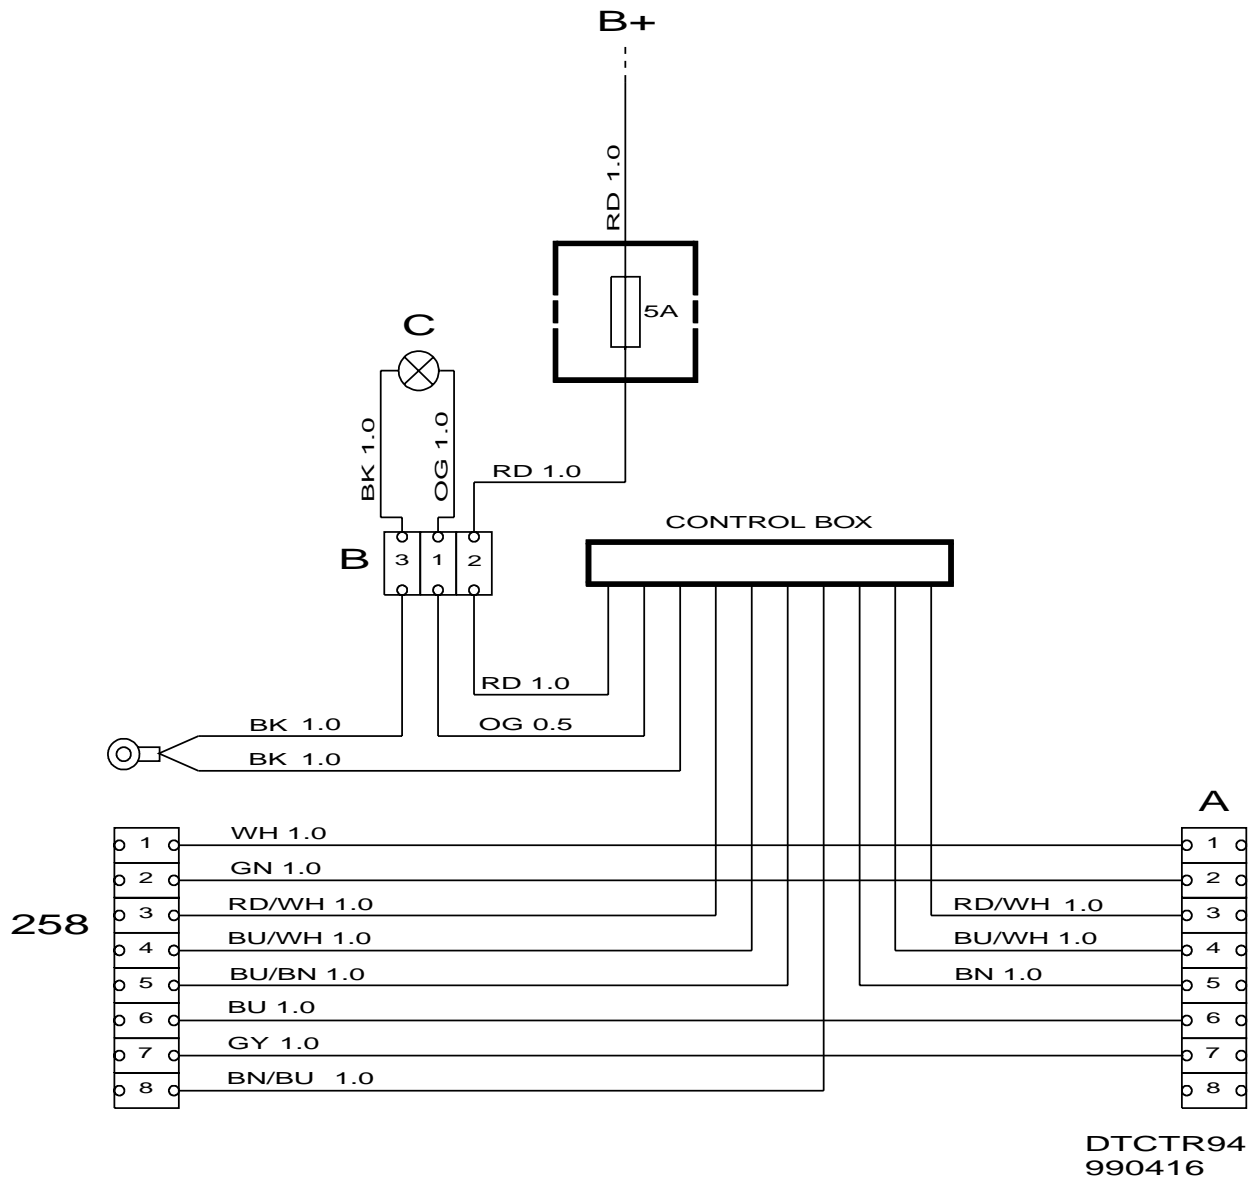 B+
RD 1.0
5A
C
BK 1.0
OG 1.0
RD 1.0
CONTROL BOX
B
3 1 2
RD 1.0
BK 1.0
OG 0.5
BK 1.0
A
1 WH 1.0 1
2 GN 1.0 2
3 RD/WH 1.0 RD/WH 1.0 3
258
4 BU/WH 1.0 BU/WH 1.0 4
5 BU/BN 1.0 BN 1.0 5
6 BU 1.0 6
7 GY 1.0 7
8 BN/BU 1.0 8
DTCTR94
990416